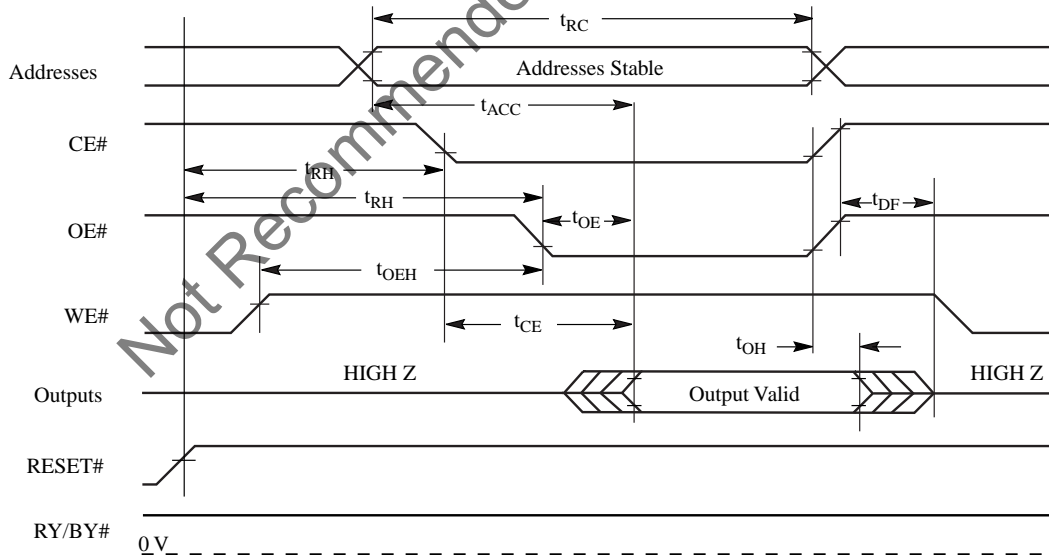 tRC
Addresses
Addresses Stable
tACC
CE#
tRH
tRH
tOE
tDF
OE#
tOEH
WE#
tCE
tOH
HIGH Z
HIGH Z
Outputs
Output Valid
RESET#
RY/BY#
0 V
Not Recommende